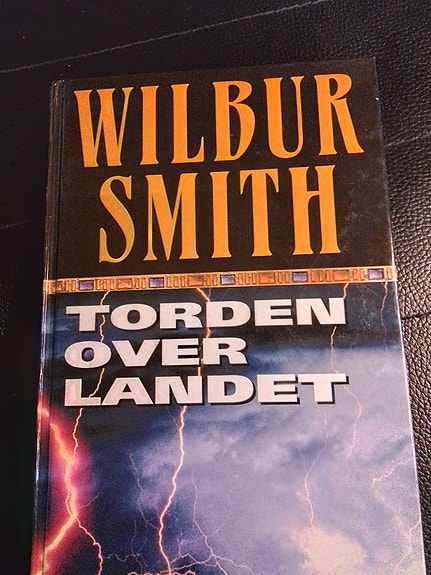 WILBUR
SMITH
TORDEN
OVER
LANDET